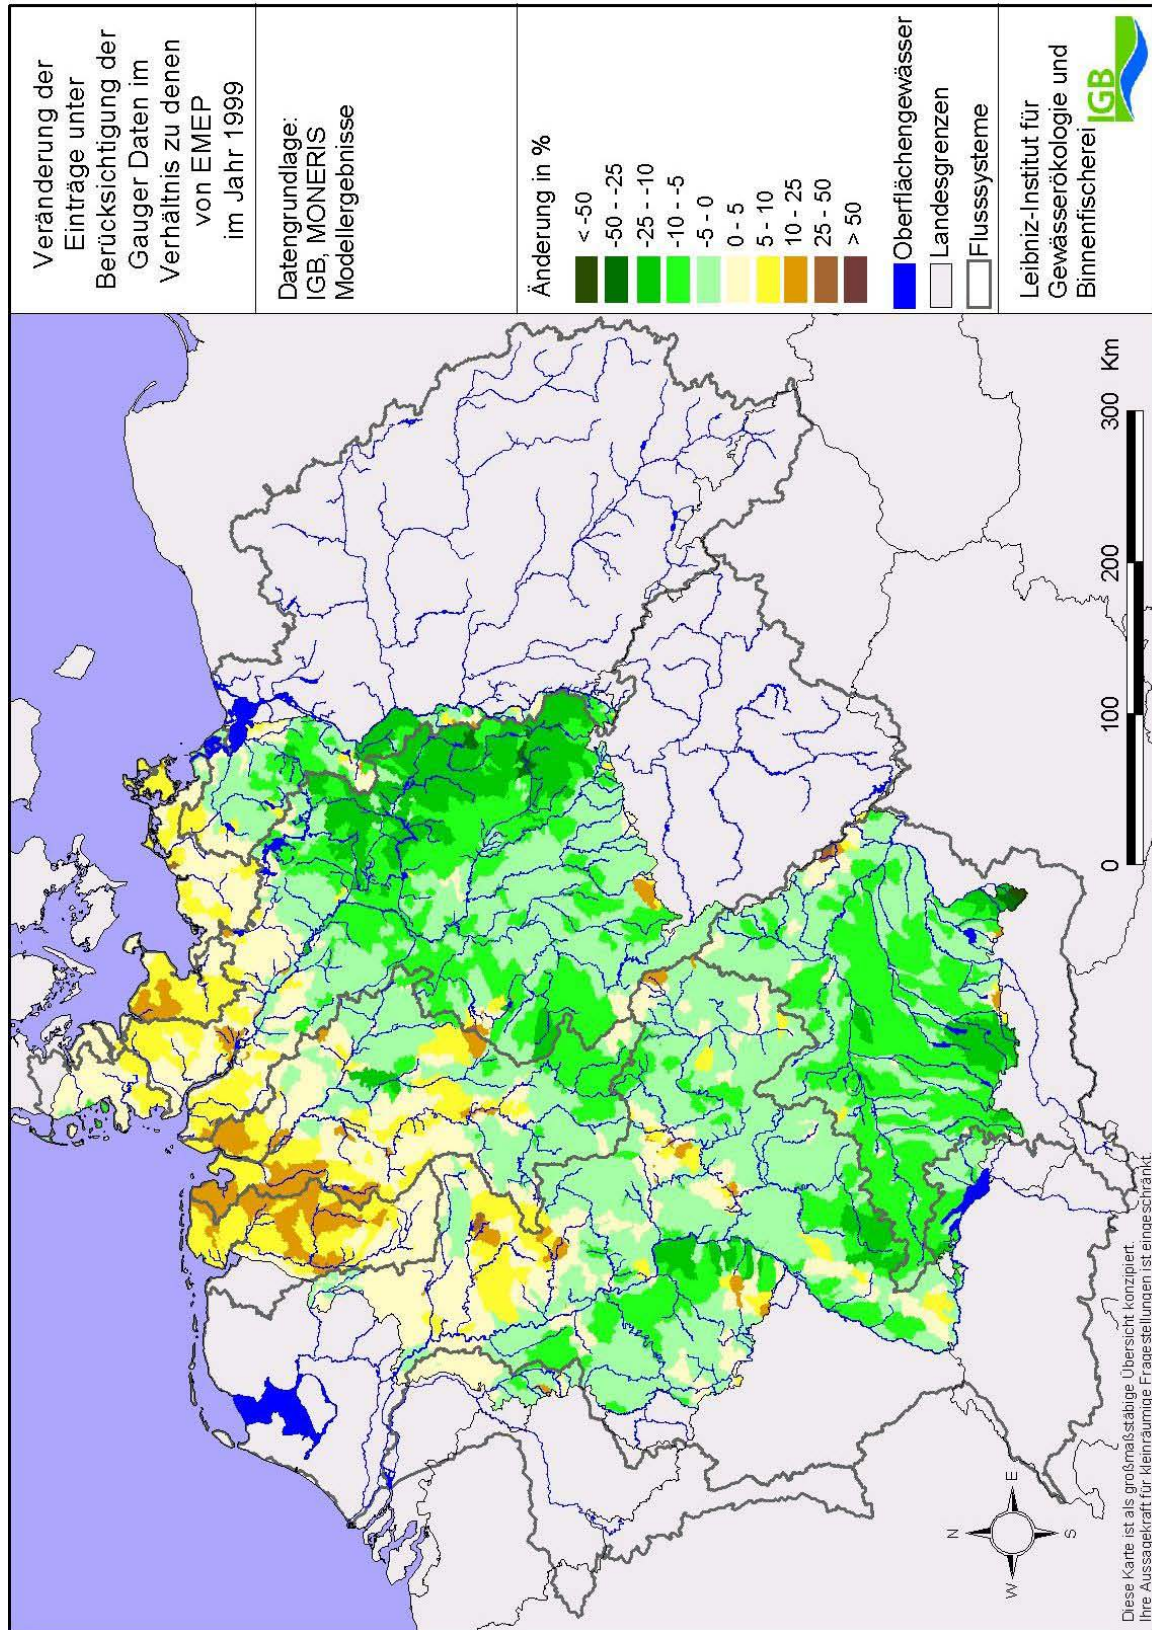 Veränderung der
Einträge unter
Berücksichtigung der
Gauger Daten im
Verhältnis zu denen
von EMEP
im Jahr 1999
Datengrundlage:
IGB, MONERIS
Modellergebnisse
Änderung in %
< -50
-50 - -25
-25 - -10
-10 - -5
-5 - 0
0 - 5
5 - 10
10 - 25
25 - 50
> 50
Oberflächengewässer
Landesgrenzen
Flusssysteme
Leibniz-Institut für
Gewässerökologie und
Binnenfischerei
IGB
0 100 200 300 Km
N
W E
S
Diese Karte ist als großmaßstäbige Übersicht konzipiert.
Ihre Aussagekraft für kleinräumige Fragestellungen ist eingeschränkt.